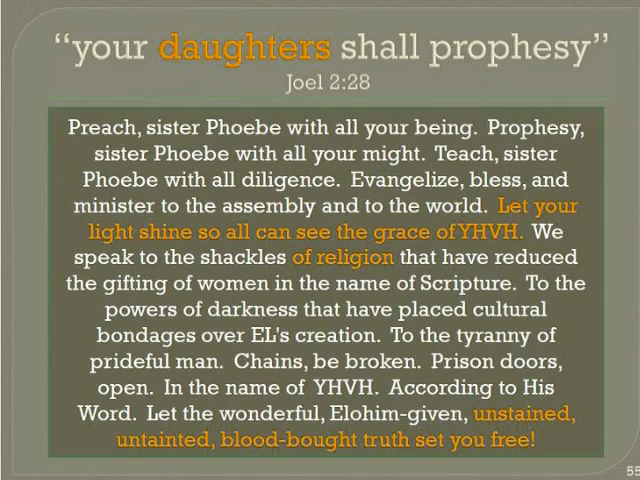 “your daughters shall prophesy”
Joel 2:28
Preach, sister Phoebe with all your being. Prophesy,
sister Phoebe with all your might. Teach, sister
Phoebe with all diligence. Evangelize, bless, and
minister to the assembly and to the world. Let your
light shine so all can see the grace of YHVH. We
speak to the shackles of religion that have reduced
the gifting of women in the name of Scripture. To the
powers of darkness that have placed cultural
bondages over EL's creation. To the tyranny of
prideful man. Chains, be broken. Prison doors,
open. In the name of YHVH. According to His
Word. Let the wonderful, Elohim-given, unstained,
untainted, blood-bought truth set you free!
55